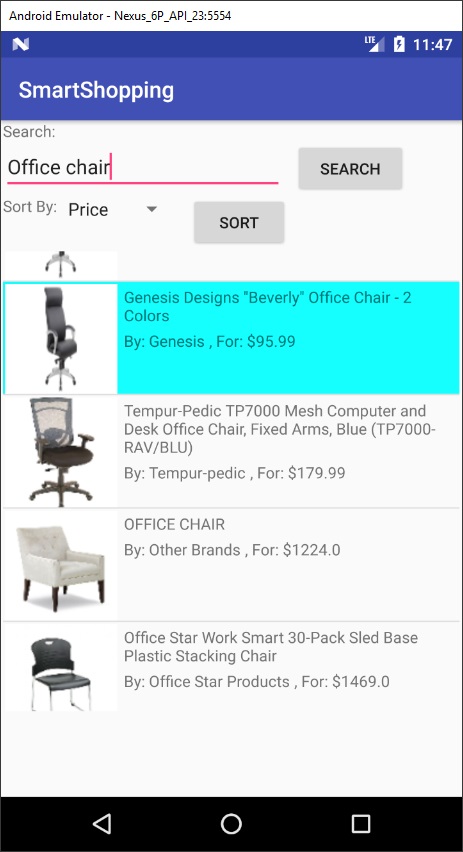 Android Emulator - Nexus_6P_API_23:5554
LTE 11:47
SmartShopping
Search:
Office chair
SEARCH
Sort By: Price
SORT
Genesis Designs "Beverly" Office Chair - 2
Colors
By: Genesis , For: $95.99
Tempur-Pedic TP7000 Mesh Computer and
Desk Office Chair, Fixed Arms, Blue (TP7000-
RAV/BLU)
By: Tempur-pedic , For: $179.99
OFFICE CHAIR
By: Other Brands , For: $1224.0
Office Star Work Smart 30-Pack Sled Base
Plastic Stacking Chair
By: Office Star Products , For: $1469.0